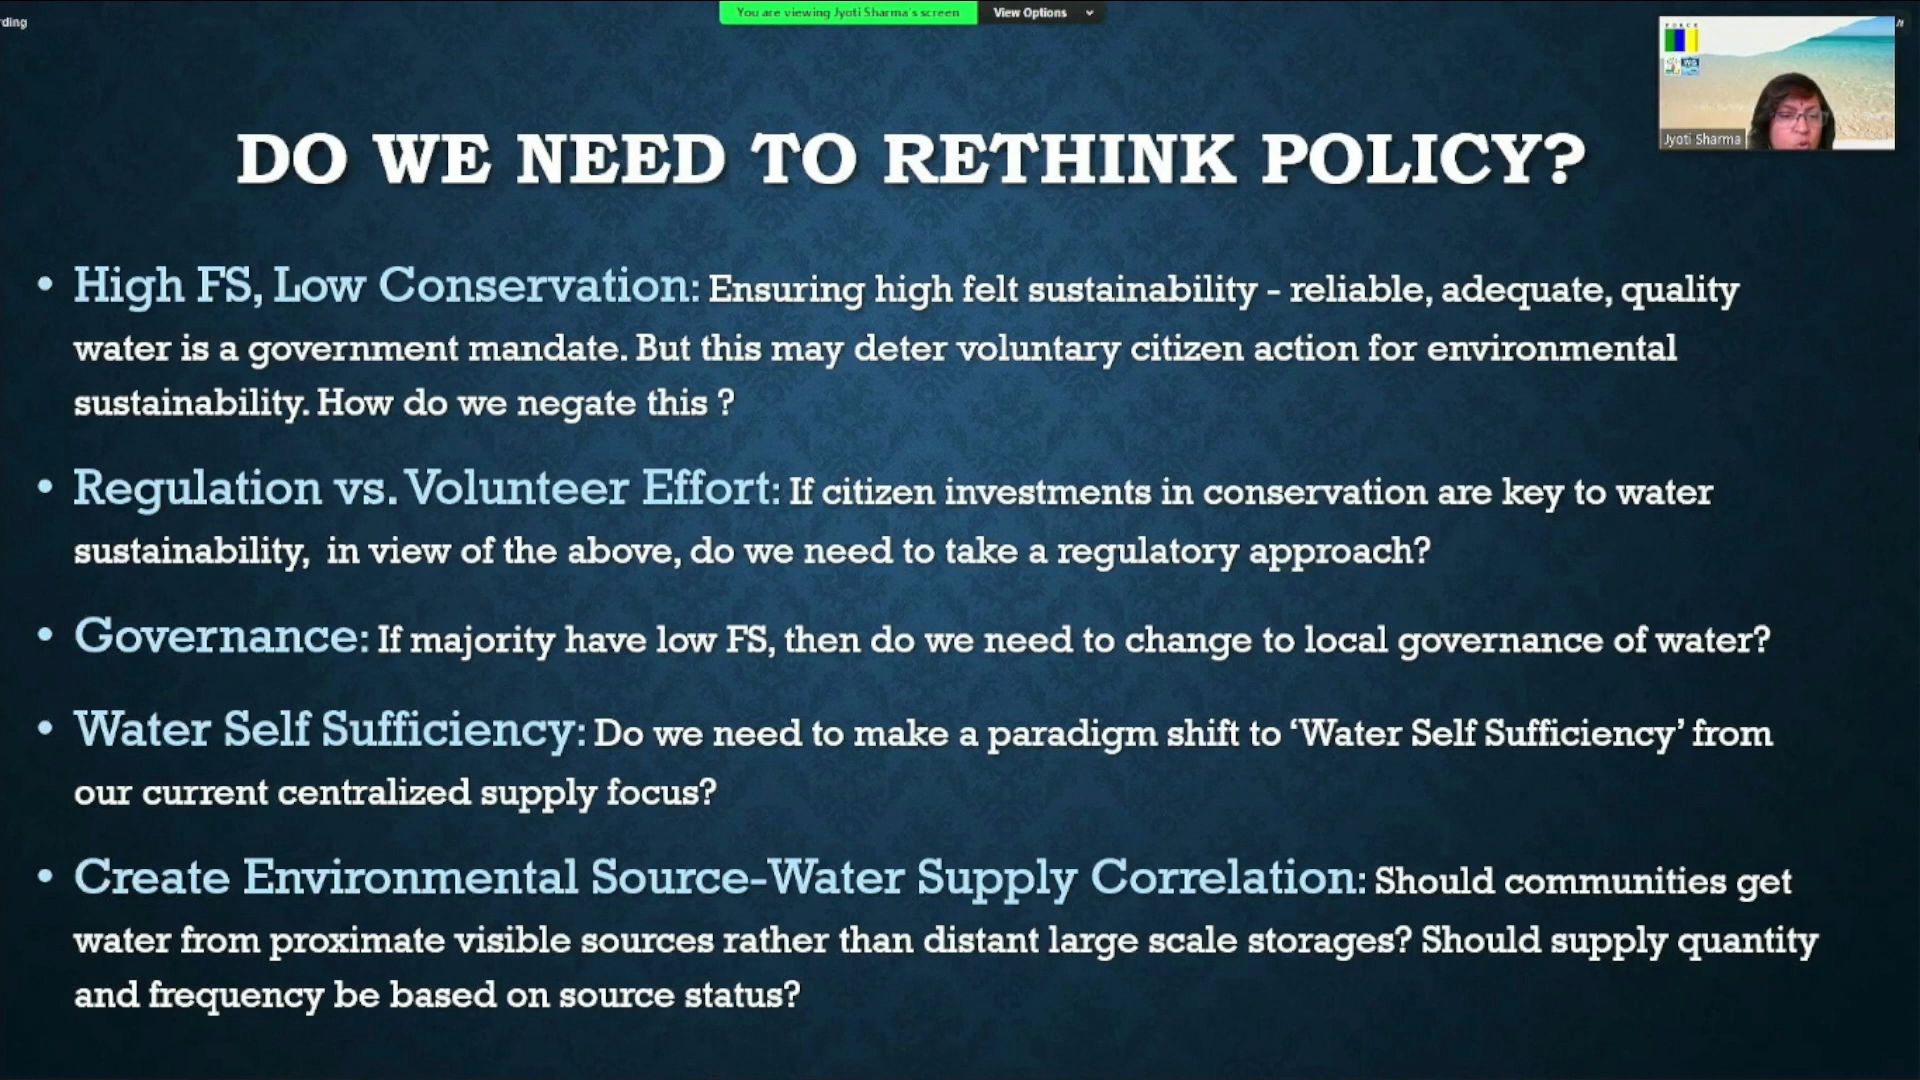 rding
You are viewing Jyoti Sharma's screen View Options
FORCE
Jyoti Sharma
DO WE NEED TO RETHINK POLICY?
• High FS, Low Conservation: Ensuring high felt sustainability - reliable, adequate, quality
water is a government mandate. But this may deter voluntary citizen action for environmental
sustainability. How do we negate this ?
• Regulation vs. Volunteer Effort: If citizen investments in conservation are key to water
sustainability, in view of the above, do we need to take a regulatory approach?
• Governance: If majority have low FS, then do we need to change to local governance of water?
• Water Self Sufficiency: Do we need to make a paradigm shift to ‘Water Self Sufficiency’ from
our current centralized supply focus?
• Create Environmental Source-Water Supply Correlation: Should communities get
water from proximate visible sources rather than distant large scale storages? Should supply quantity
and frequency be based on source status?